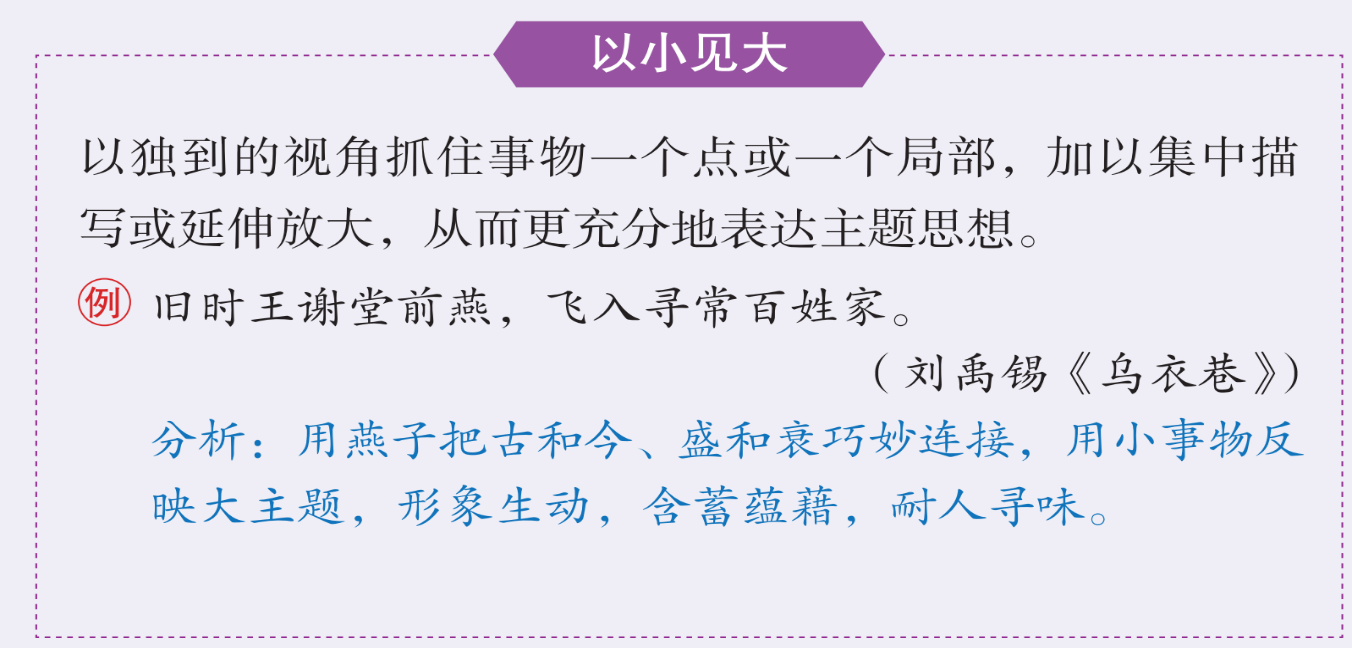 以小见大
以独到的视角抓住事物一个点或一个局部，加以集中描
写或延伸放大，从而更充分地表达主题思想。
例 旧时王谢堂前燕，飞入寻常百姓家。
（刘禹锡《乌衣巷》）
分析：用燕子把古和今、盛和衰巧妙连接，用小事物反
映大主题，形象生动，含蓄蕴藉，耐人寻味。